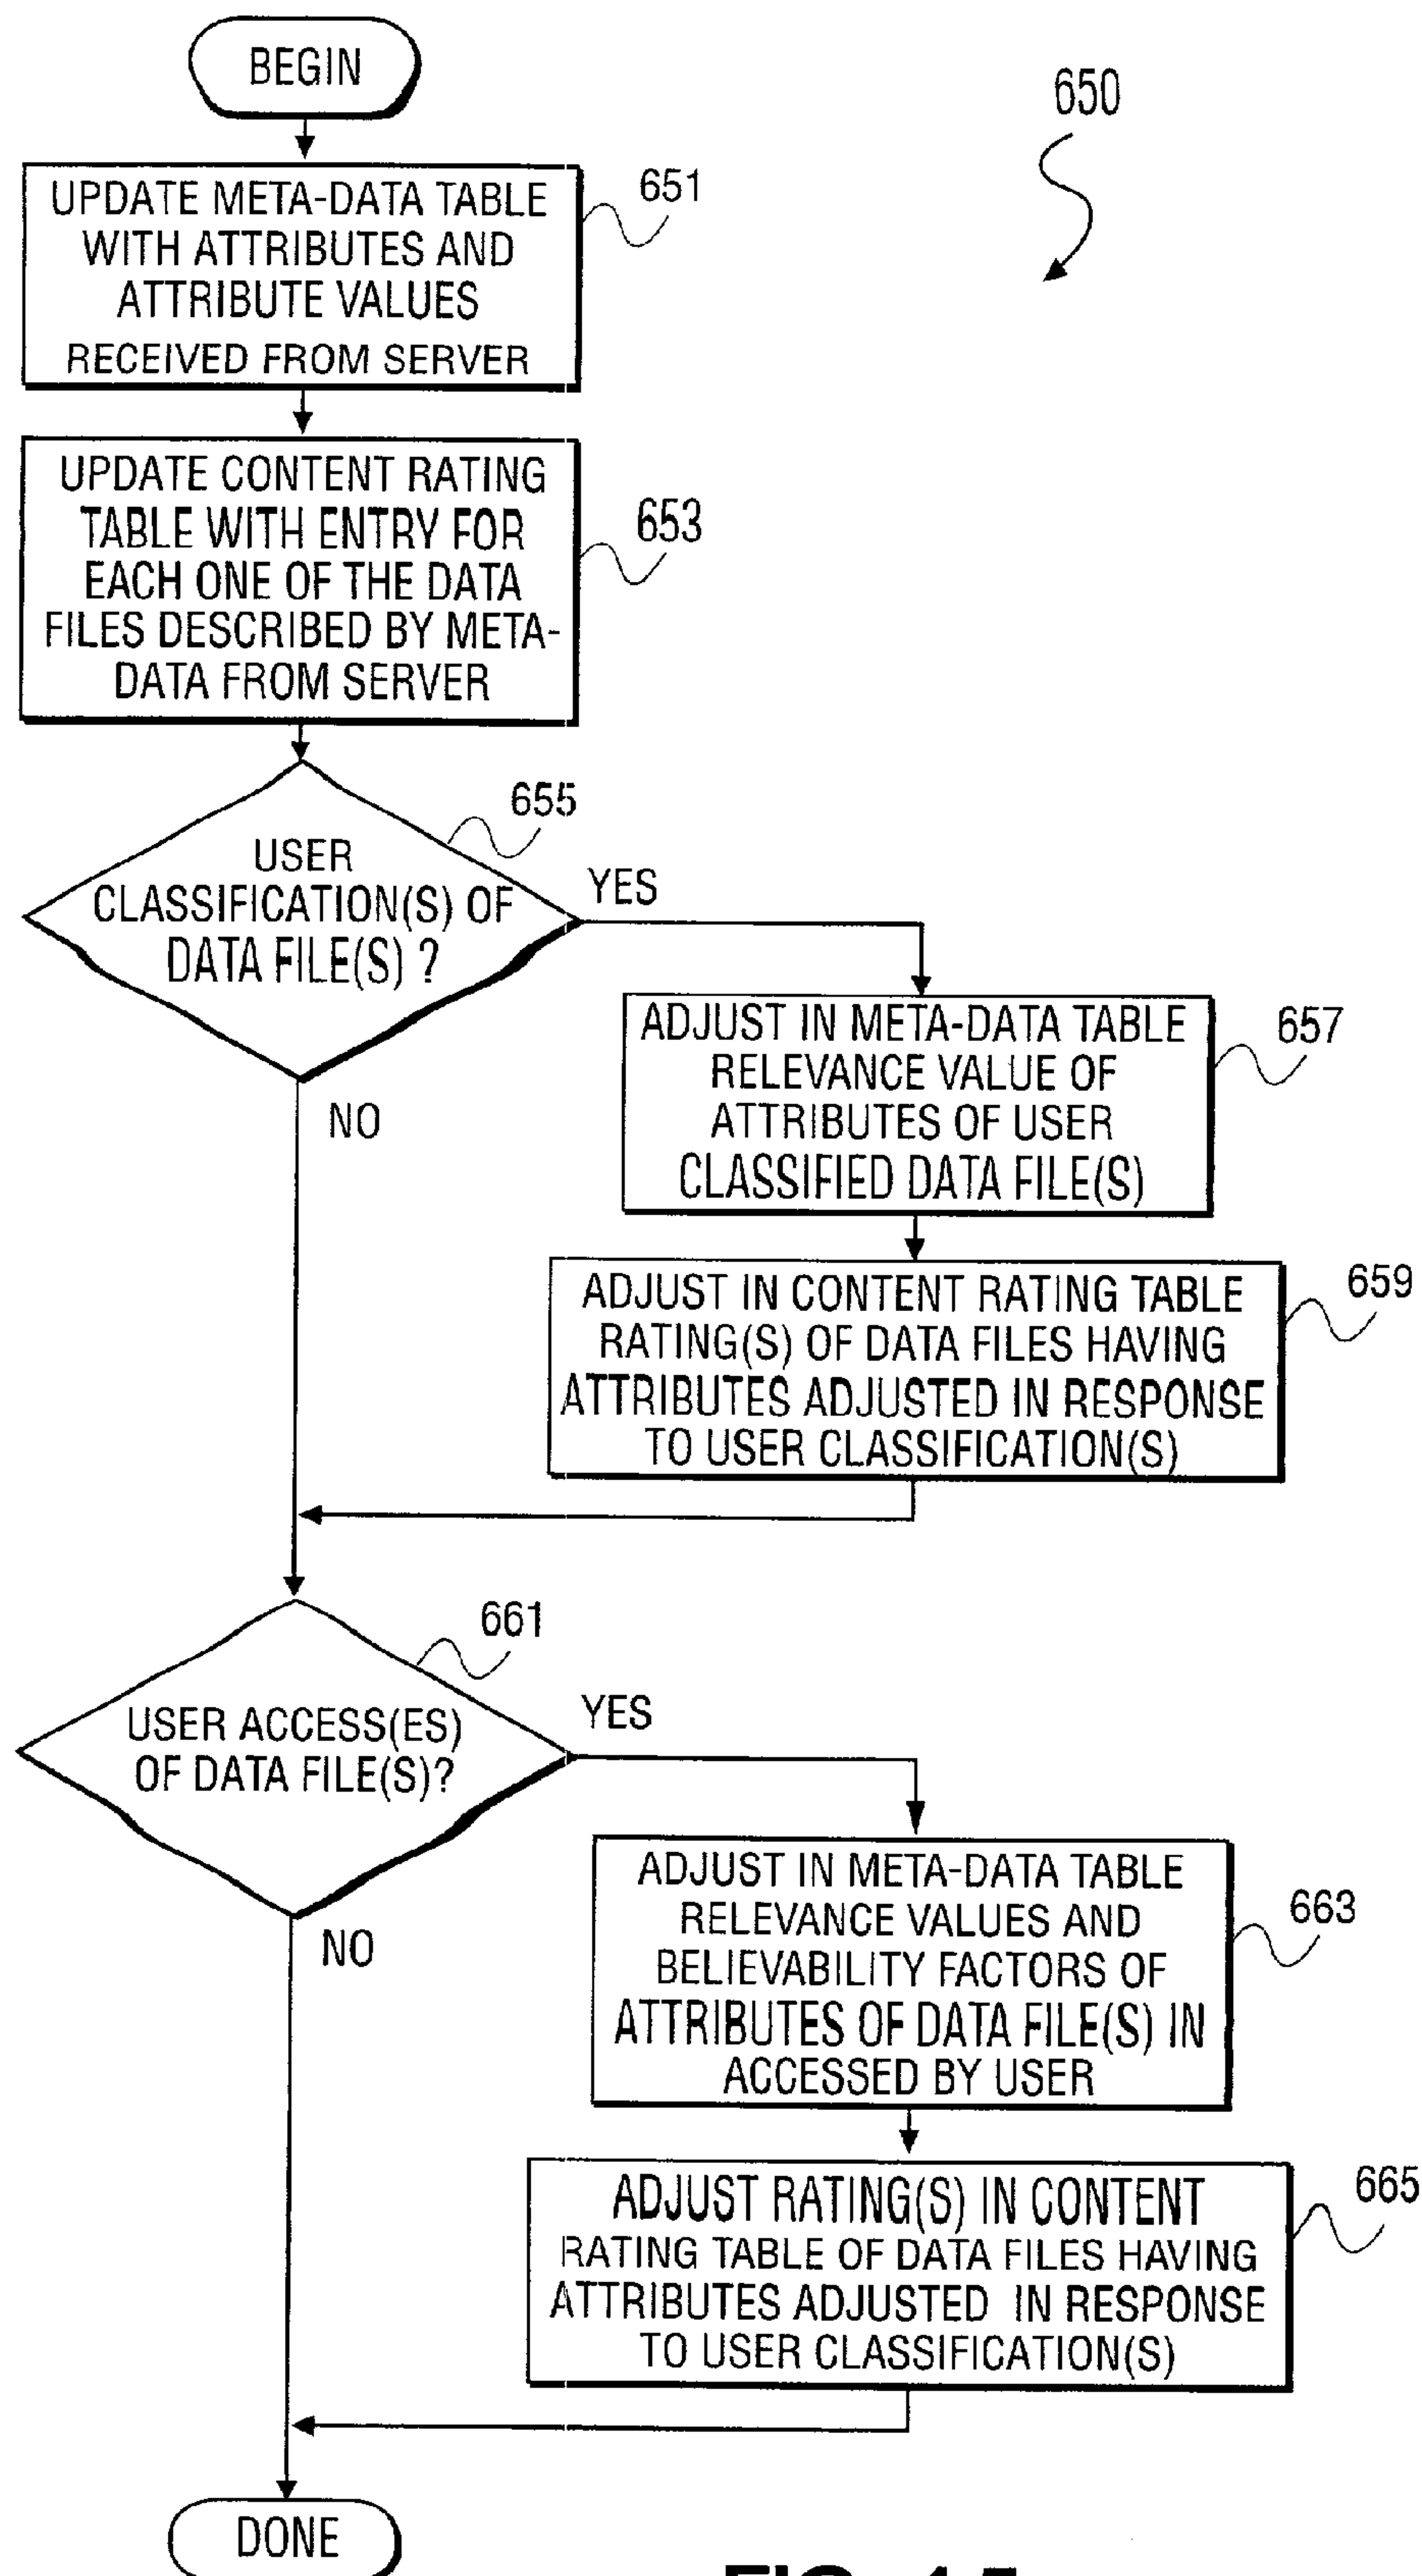 BEGIN
650
UPDATE META-DATA TABLE
WITH ATTRIBUTES AND
ATTRIBUTE VALUES
RECEIVED FROM SERVER
651
UPDATE CONTENT RATING
TABLE WITH ENTRY FOR
EACH ONE OF THE DATA
FILES DESCRIBED BY META-
DATA FROM SERVER
653
655
USER
CLASSIFICATION(S) OF
DATA FILE(S) ?
YES
NO
ADJUST IN META-DATA TABLE
RELEVANCE VALUE OF
ATTRIBUTES OF USER
CLASSIFIED DATA FILE(S)
657
ADJUST IN CONTENT RATING TABLE
RATING(S) OF DATA FILES HAVING
ATTRIBUTES ADJUSTED IN RESPONSE
TO USER CLASSIFICATION(S)
659
661
USER ACCESS(ES)
OF DATA FILE(S)?
YES
NO
ADJUST IN META-DATA TABLE
RELEVANCE VALUES AND
BELIEVABILITY FACTORS OF
ATTRIBUTES OF DATA FILE(S) IN
ACCESSED BY USER
663
ADJUST RATING(S) IN CONTENT
RATING TABLE OF DATA FILES HAVING
ATTRIBUTES ADJUSTED IN RESPONSE
TO USER CLASSIFICATION(S)
665
DONE